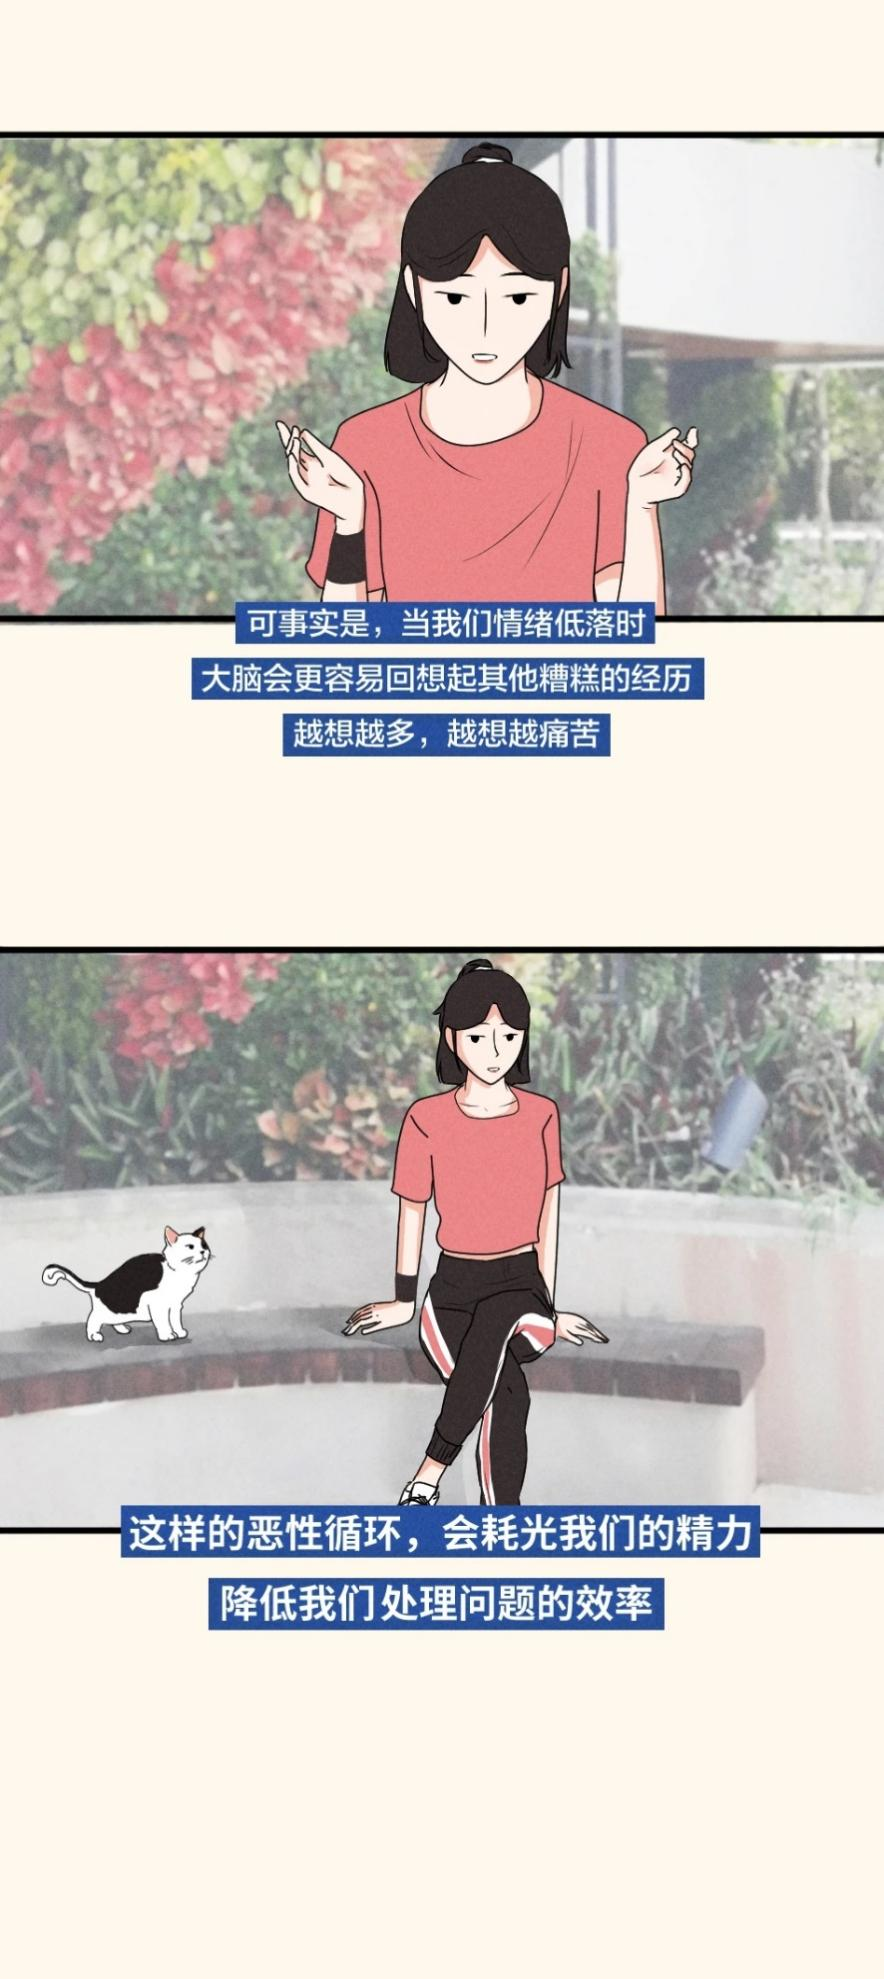 可事实是，当我们情绪低落时
大脑会更容易回想起其他糟糕的经历
越想越多，越想越痛苦
这样的恶性循环，会耗光我们的精力
降低我们处理问题的效率